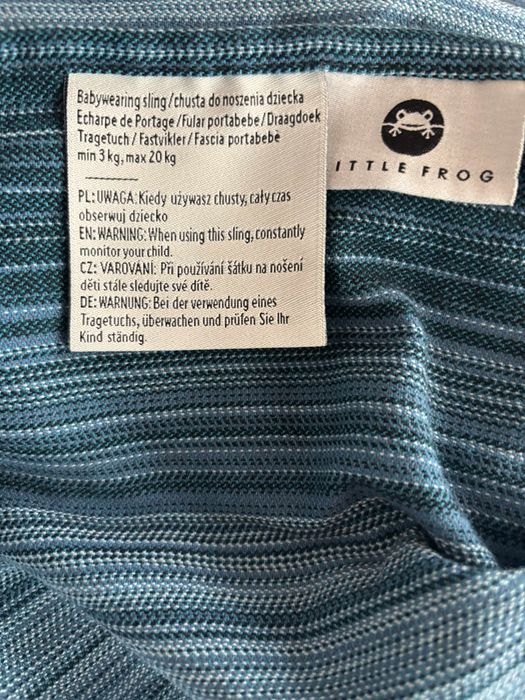 Babywearing sling/chusta do noszenia dziecka
Echarpe de Portage/Fular portabebe/Draagdoek
Tragetuch/Fastvikler/Fascia portabebè
min 3 kg, max 20 kg
PL: UWAGA: Kiedy używasz chusty, cały czas
obserwuj dziecko
EN: WARNING: When using this sling, constantly
monitor your child.
CZ: VAROVÁNÍ: Při používání šátku na nošení
děti stále sledujte své dítě.
DE: WARNUNG: Bei der verwendung eines
Tragetuchs, überwachen und prüfen Sie Ihr
Kind ständig.
ITTLE FROG